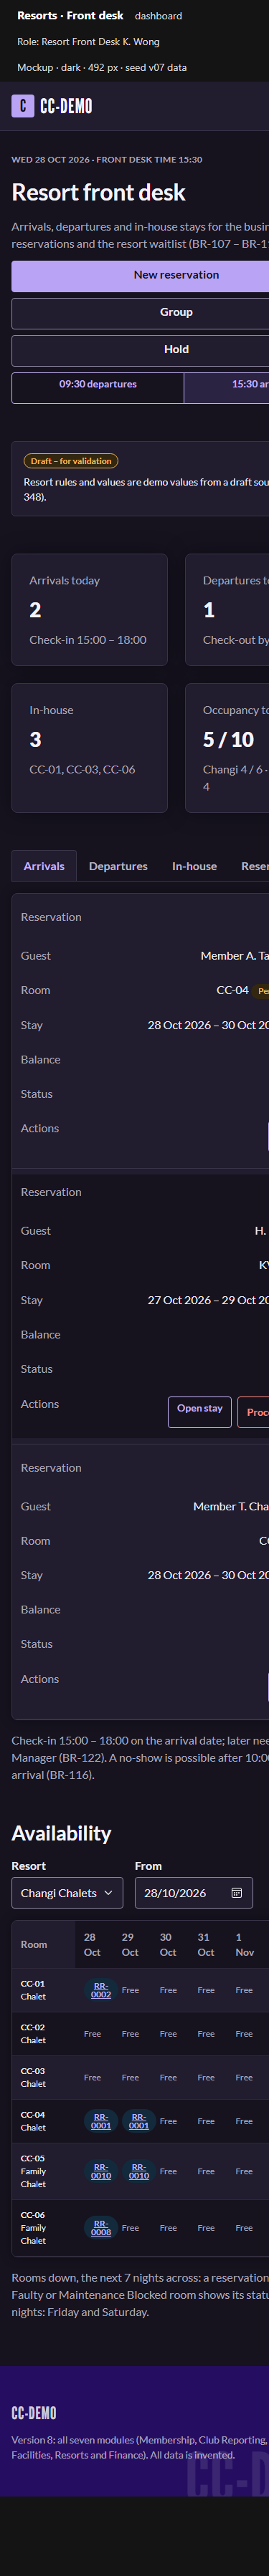 Resorts · Front desk dashboard
Role: Resort Front Desk K. Wong
Mockup · dark · 492 px · seed v07 data
C CC-DEMO
WED 28 OCT 2026 · FRONT DESK TIME 15:30
Resort front desk
Arrivals, departures and in-house stays for the busi
reservations and the resort waitlist (BR-107 – BR-1
New reservation
Group
Hold
09:30 departures 15:30 ar
Draft – for validation
Resort rules and values are demo values from a draft sou
348).
Arrivals today
2
Check-in 15:00 – 18:00
Departures to
1
Check-out by
In-house
3
CC-01, CC-03, CC-06
Occupancy to
5 / 10
Changi 4 / 6 ·
4
Arrivals Departures In-house Reser
Reservation
Guest Member A. Ta
Room CC-04 Pe
Stay 28 Oct 2026 – 30 Oct 20
Balance
Status
Actions
Reservation
Guest H.
Room KV
Stay 27 Oct 2026 – 29 Oct 20
Balance
Status
Actions Open stay Proc
Reservation
Guest Member T. Cha
Room CC
Stay 28 Oct 2026 – 30 Oct 20
Balance
Status
Actions
Check-in 15:00 – 18:00 on the arrival date; later nee
Manager (BR-122). A no-show is possible after 10:0
arrival (BR-116).
Availability
Resort From
Changi Chalets 28/10/2026
Room 28 Oct 29 Oct 30 Oct 31 Oct 1 Nov
CC-01 Chalet RR-0002 Free Free Free Free
CC-02 Chalet Free Free Free Free Free
CC-03 Chalet Free Free Free Free Free
CC-04 Chalet RR-0001 RR-0001 Free Free Free
CC-05 Family Chalet RR-0010 RR-0010 Free Free Free
CC-06 Family Chalet RR-0008 Free Free Free Free
Rooms down, the next 7 nights across: a reservation
Faulty or Maintenance Blocked room shows its statu
nights: Friday and Saturday.
CC-DEMO
Version 8: all seven modules (Membership, Club Reporting,
Facilities, Resorts and Finance). All data is invented.
CC-D